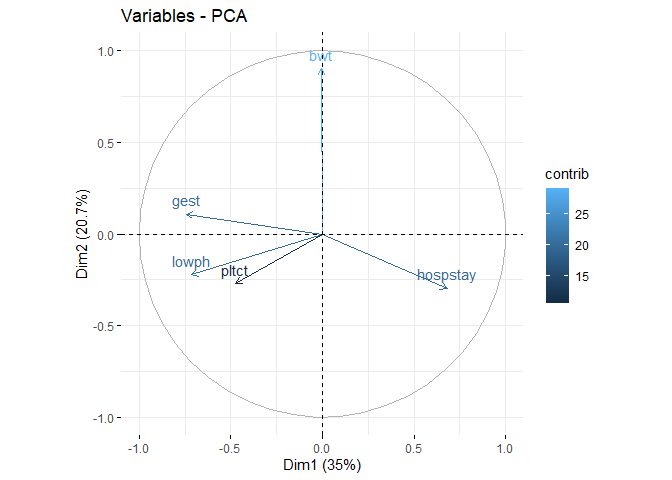 Variables - PCA
bwt
gest
lowph
pltct
hospstay
1.0
0.5
0.0
-0.5
-1.0
-1.0
-0.5
0.0
0.5
1.0
Dim1 (35%)
Dim2 (20.7%)
contrib
25
20
15